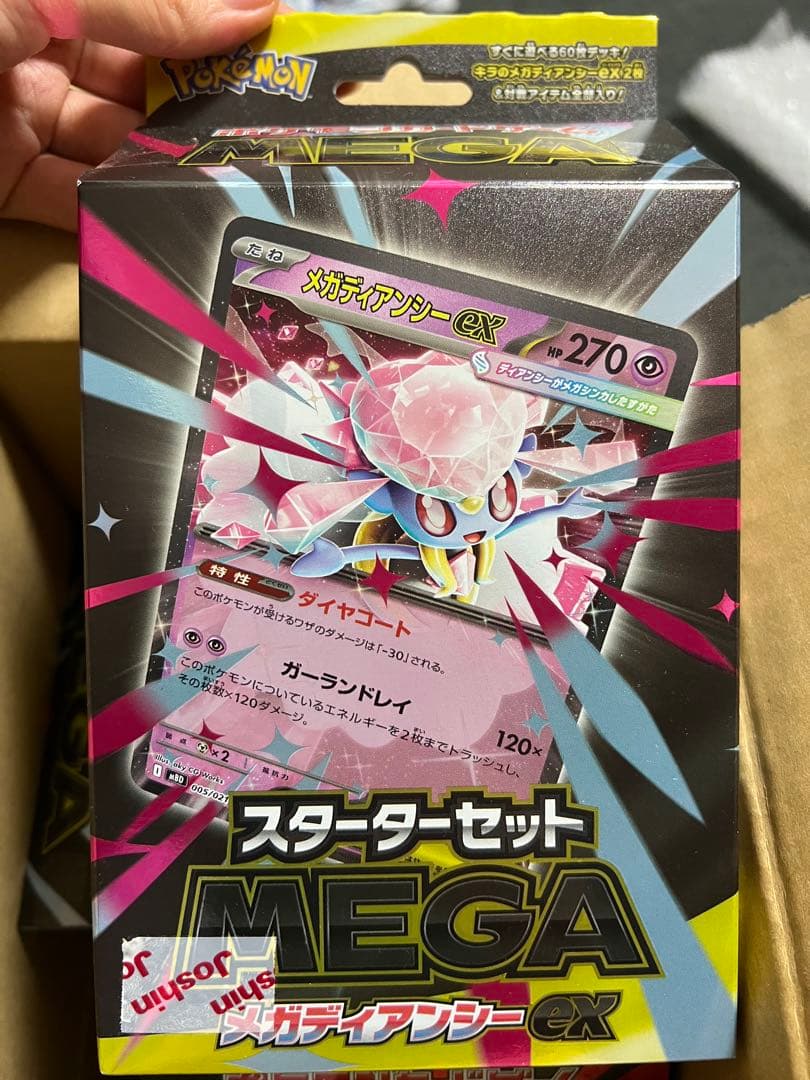 POKÉMON
すぐに遊べる60枚デッキ!
キラのメガディアンシーex 2枚
&対戦アイテム全部入り!
MEGA
たね
メガディアンシーex
HP 270
ディアンシーがメガシンカしたすがた
特性 ダイヤコート
このポケモンが受けるワザのダメージは「-30」される。
ガーランドレイ
120×
このポケモンについているエネルギーを2枚までトラッシュし、
その枚数×120ダメージ。
弱点 ×2 抵抗力
I MBD 005/021
スターターセット
MEGA
メガディアンシーex
Joshin
Joshin
shin